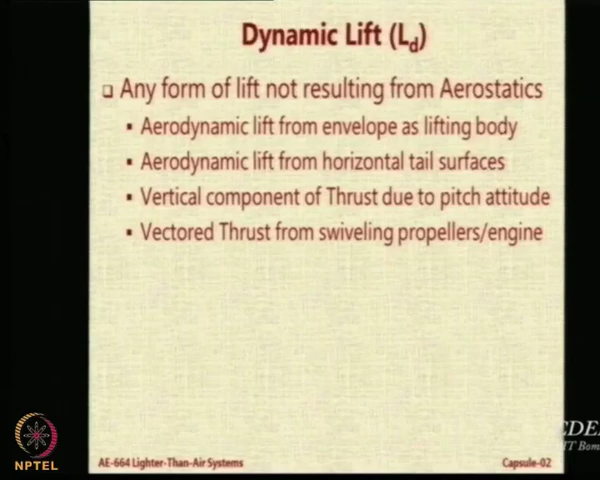 Dynamic Lift (Ld)
❑ Any form of lift not resulting from Aerostatics
▪ Aerodynamic lift from envelope as lifting body
▪ Aerodynamic lift from horizontal tail surfaces
▪ Vertical component of Thrust due to pitch attitude
▪ Vectored Thrust from swiveling propellers/engine
NPTEL
AE-664 Lighter-Than-Air Systems
Capsule-02